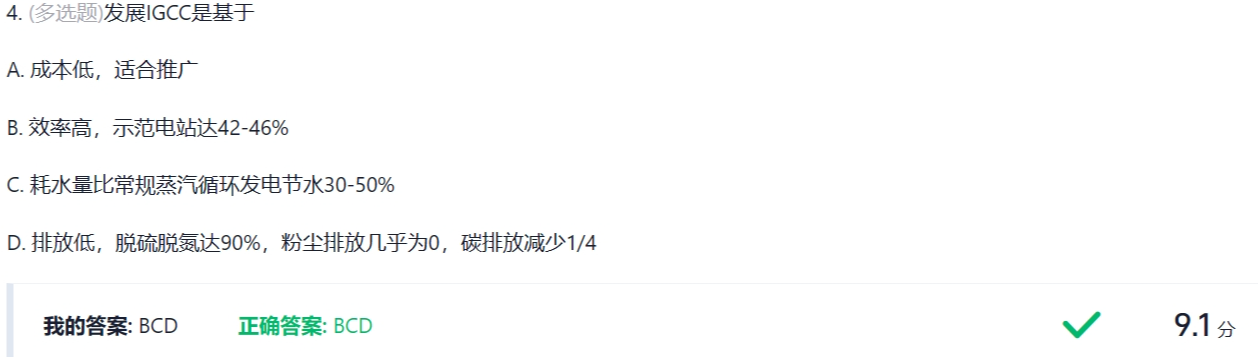 4. (多选题)发展IGCC是基于
A. 成本低，适合推广
B. 效率高，示范电站达42-46%
C. 耗水量比常规蒸汽循环发电节水30-50%
D. 排放低，脱硫脱氮达90%，粉尘排放几乎为0，碳排放减少1/4
我的答案: BCD 正确答案: BCD 9.1 分